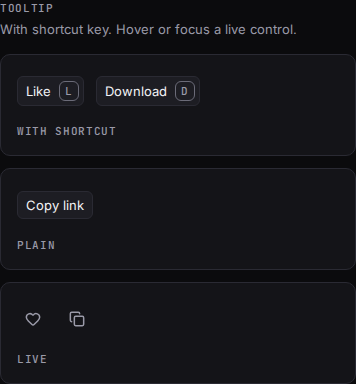 TOOLTIP
With shortcut key. Hover or focus a live control.
Like L Download D
WITH SHORTCUT
Copy link
PLAIN
LIVE